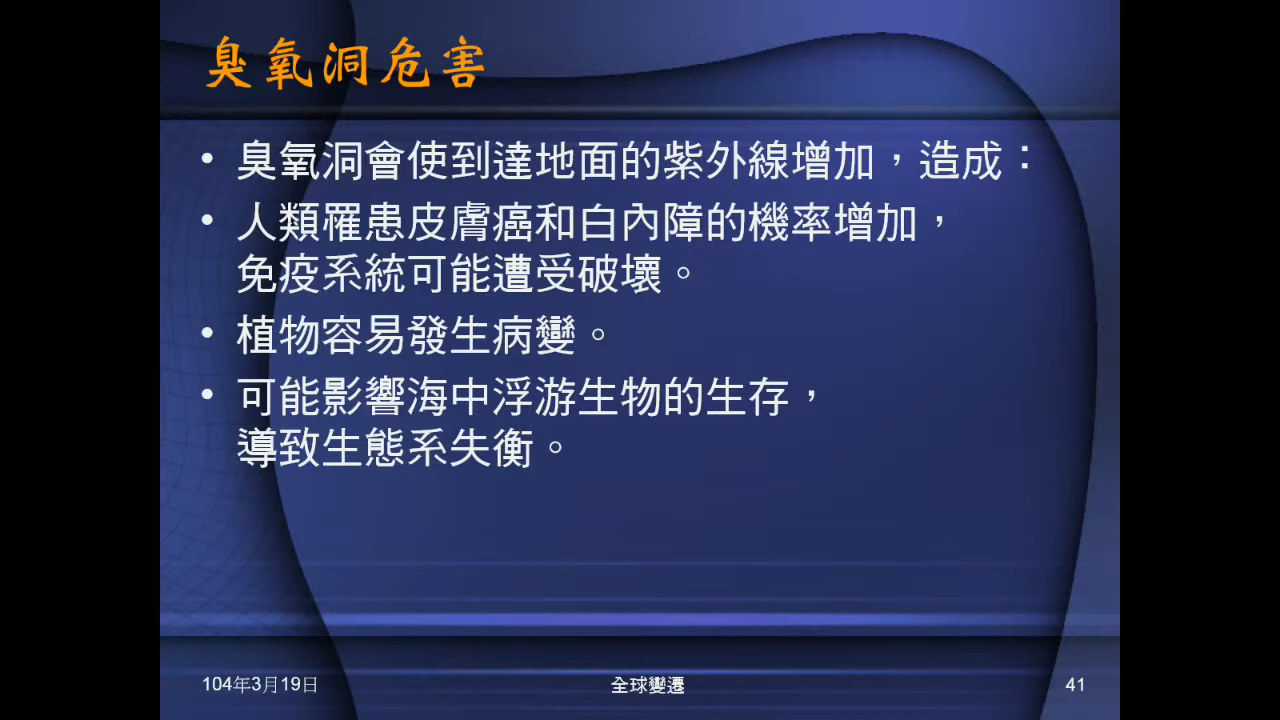 臭氧洞危害
• 臭氧洞會使到達地面的紫外線增加，造成：
• 人類罹患皮膚癌和白內障的機率增加，
免疫系統可能遭受破壞。
• 植物容易發生病變。
• 可能影響海中浮游生物的生存，
導致生態系失衡。
104年3月19日
全球變遷
41